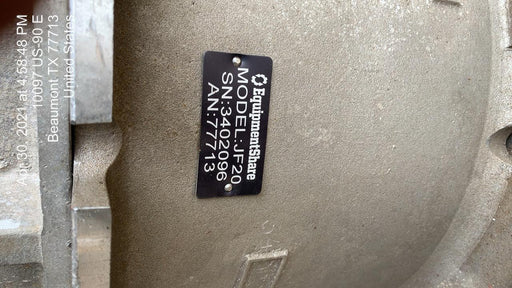 Apr 30, 2021 at 4:58:48 PM
10097 US-90 E
Beaumont TX 77713
United States
EquipmentShare
MODEL:JF20
SN:3402096
AN:77713